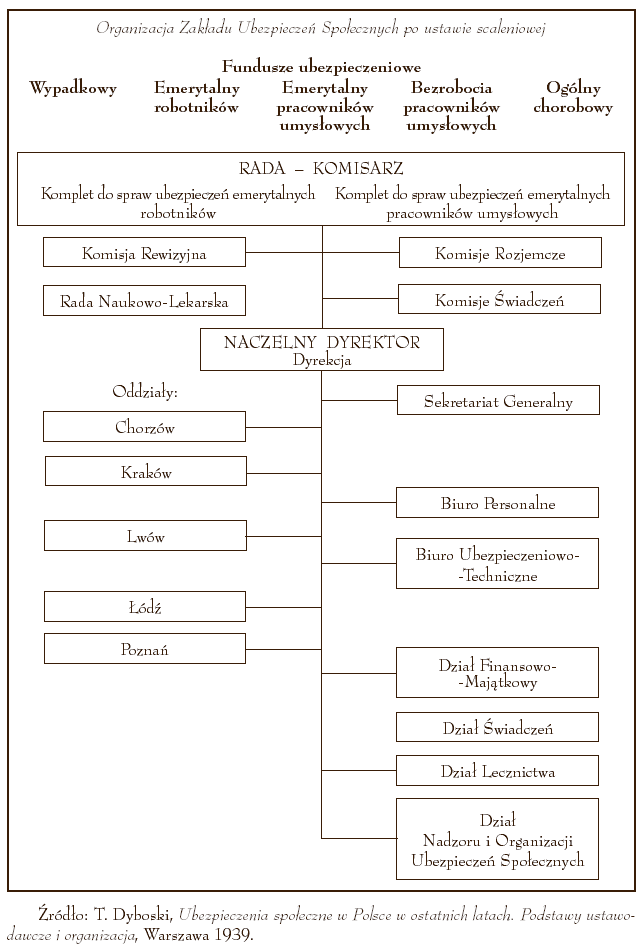 Organizacja Zakładu Ubezpieczeń Społecznych po ustawie scaleniowej
Fundusze ubezpieczeniowe
Wypadkowy
Emerytalny
robotników
Emerytalny
pracowników
umysłowych
Bezrobocia
pracowników
umysłowych
Ogólny
chorobowy
RADA – KOMISARZ
Komplet do spraw ubezpieczeń emerytalnych
robotników
Komplet do spraw ubezpieczeń emerytalnych
pracowników umysłowych
Komisja Rewizyjna
Komisje Rozjemcze
Rada Naukowo-Lekarska
Komisje Świadczeń
NACZELNY DYREKTOR
Dyrekcja
Oddziały:
Sekretariat Generalny
Chorzów
Kraków
Biuro Personalne
Lwów
Biuro Ubezpieczeniowo-
-Techniczne
Łódź
Poznań
Dział Finansowo-
-Majątkowy
Dział Świadczeń
Dział Lecznictwa
Dział
Nadzoru i Organizacji
Ubezpieczeń Społecznych
Źródło: T. Dyboski, Ubezpieczenia społeczne w Polsce w ostatnich latach. Podstawy ustawo-
dawcze i organizacja, Warszawa 1939.